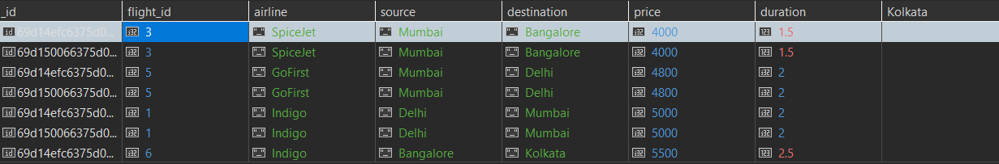 _id flight_id airline source destination price duration Kolkata
69d14efc6375d0... 3 SpiceJet Mumbai Bangalore 4000 1.5
69d150066375d0... 3 SpiceJet Mumbai Bangalore 4000 1.5
69d14efc6375d0... 5 GoFirst Mumbai Delhi 4800 2
69d150066375d0... 5 GoFirst Mumbai Delhi 4800 2
69d14efc6375d0... 1 Indigo Delhi Mumbai 5000 2
69d150066375d0... 1 Indigo Delhi Mumbai 5000 2
69d14efc6375d0... 6 Indigo Bangalore Kolkata 5500 2.5